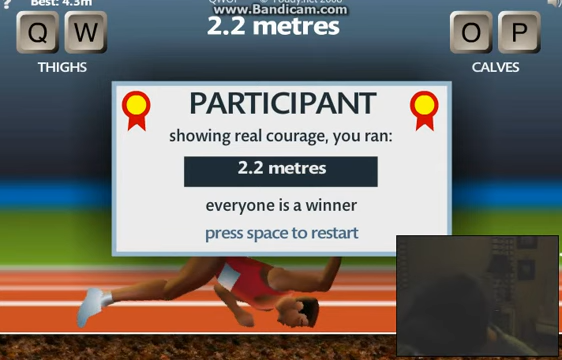 ? Best: 4.3m
www.Bandicam.com
2.2 metres
Q W O P
THIGHS CALVES
PARTICIPANT
showing real courage, you ran:
2.2 metres
everyone is a winner
press space to restart